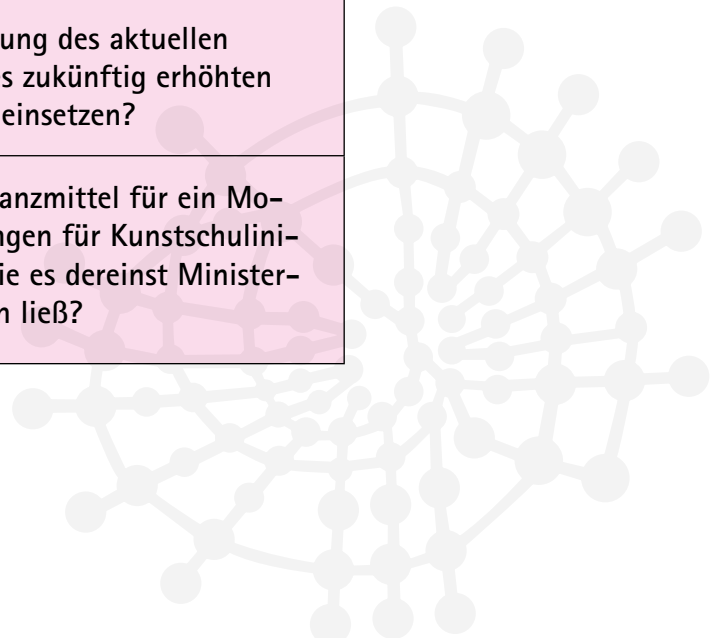 ung des aktuellen
s zukünftig erhöhten
einsetzen?
anzmittel für ein Mo-
ngen für Kunstschulini-
ie es dereinst Minister-
n ließ?